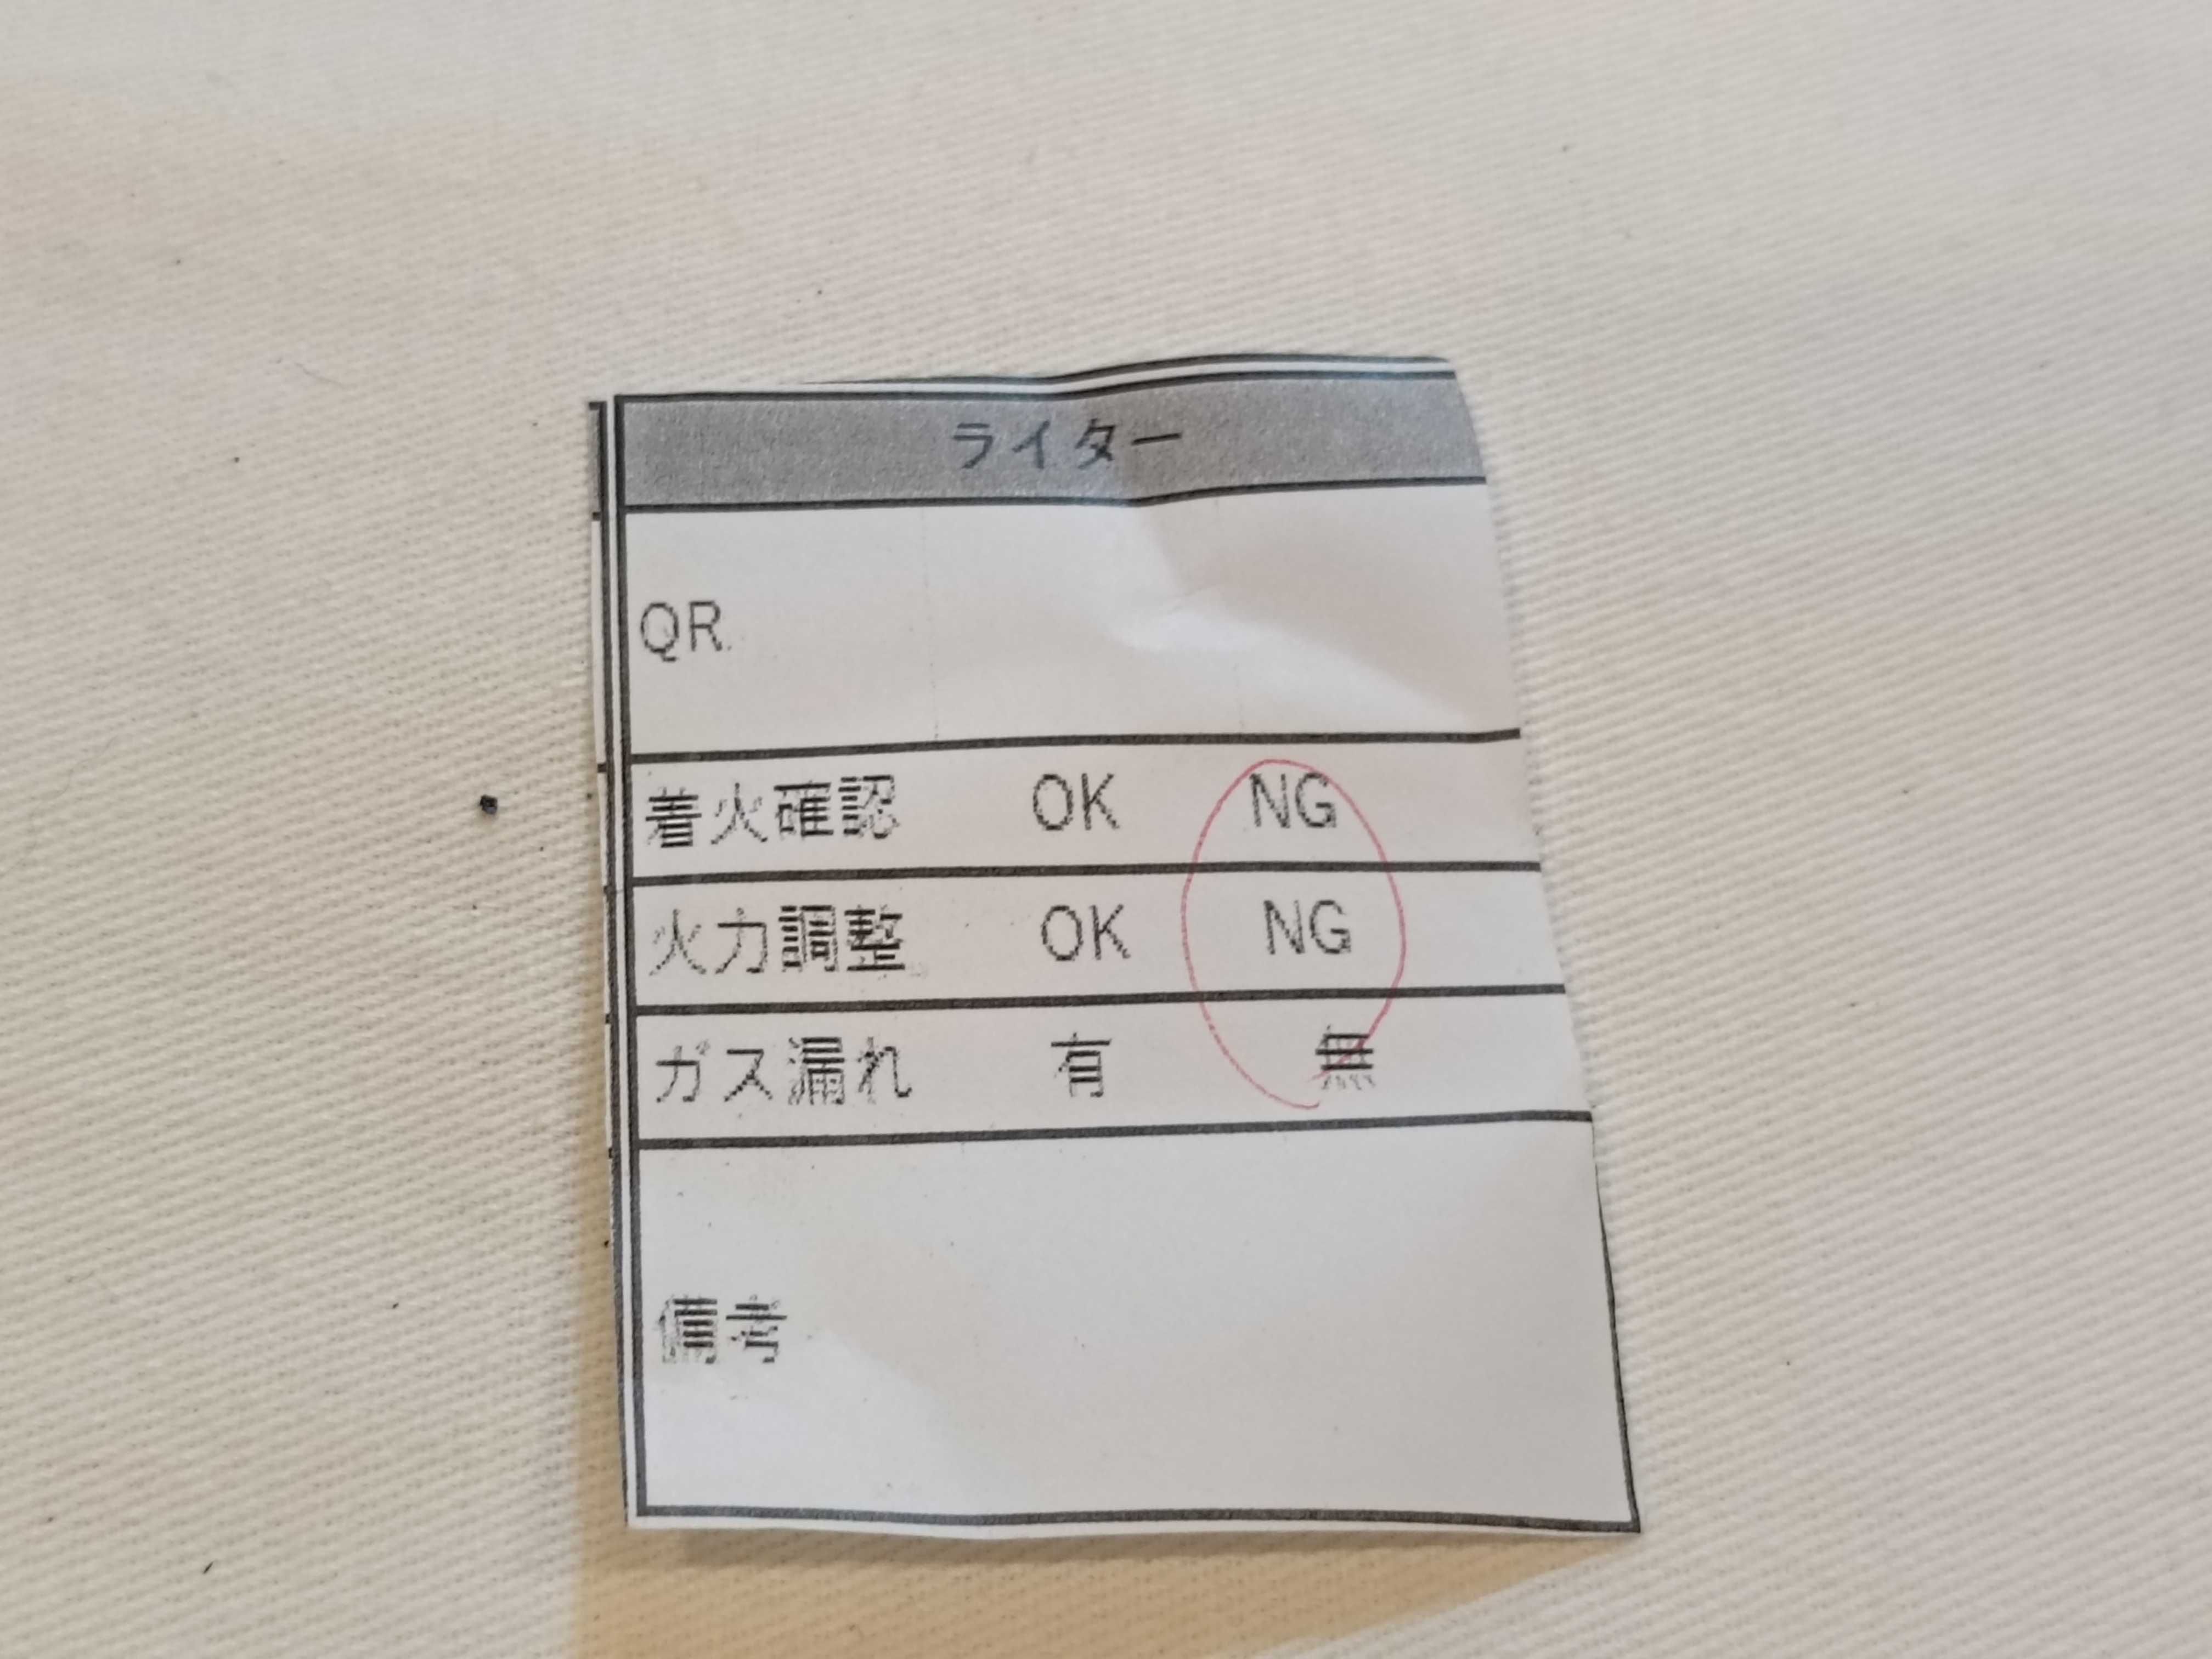 ライター
QR
着火確認 OK NG
火力調整 OK NG
ガス漏れ 有 無
備考